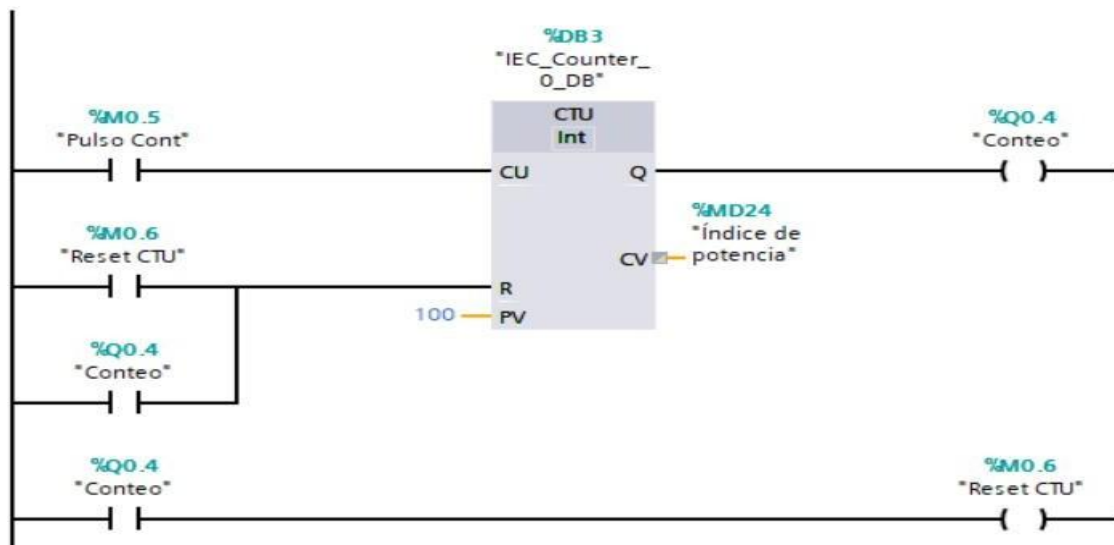 %DB3
"IEC_Counter_
0_DB"
CTU
Int
%M0.5
"Pulso Cont"
CU
Q
%Q0.4
"Conteo"
%MD24
"Índice de
potencia"
CV
%M0.6
"Reset CTU"
R
100
PV
%Q0.4
"Conteo"
%Q0.4
"Conteo"
%M0.6
"Reset CTU"